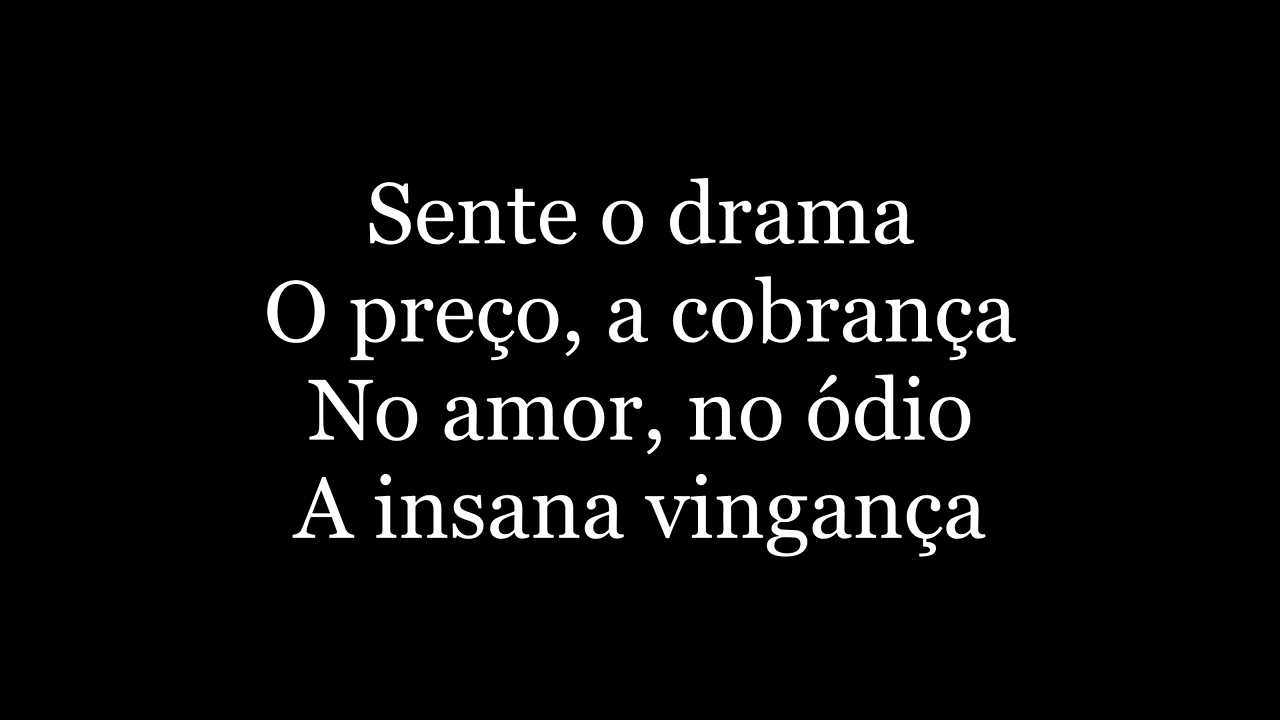 Sente o drama
O preço, a cobrança
No amor, no ódio
A insana vingança